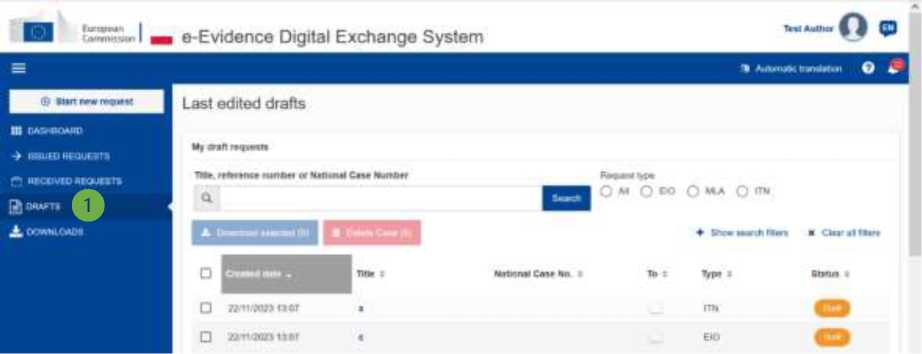 European
Commission
e-Evidence Digital Exchange System
Test Author
EN
Automatic translation
?
Start new request
Last edited drafts
DASHBOARD
ISSUED REQUESTS
RECEIVED REQUESTS
DRAFTS 1
DOWNLOADS
My draft requests
Title, reference number or National Case Number
Request type
Search
All EIO MLA ITN
Download selected (0) Delete Case (0)
Show search filters Clear all filters
Created date Title National Case No. To Type Status
22/11/2023 13:07 a ITN Draft
22/11/2023 13:07 EIO Draft